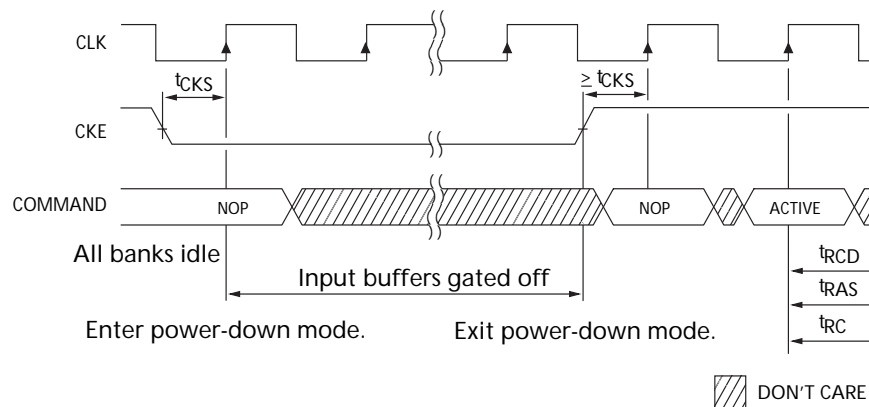 CLK
tCKS
≥ tCKS
CKE
COMMAND
NOP
NOP
ACTIVE
All banks idle
tRCD
Input buffers gated off
tRAS
Enter power-down mode.
Exit power-down mode.
tRC
DON'T CARE